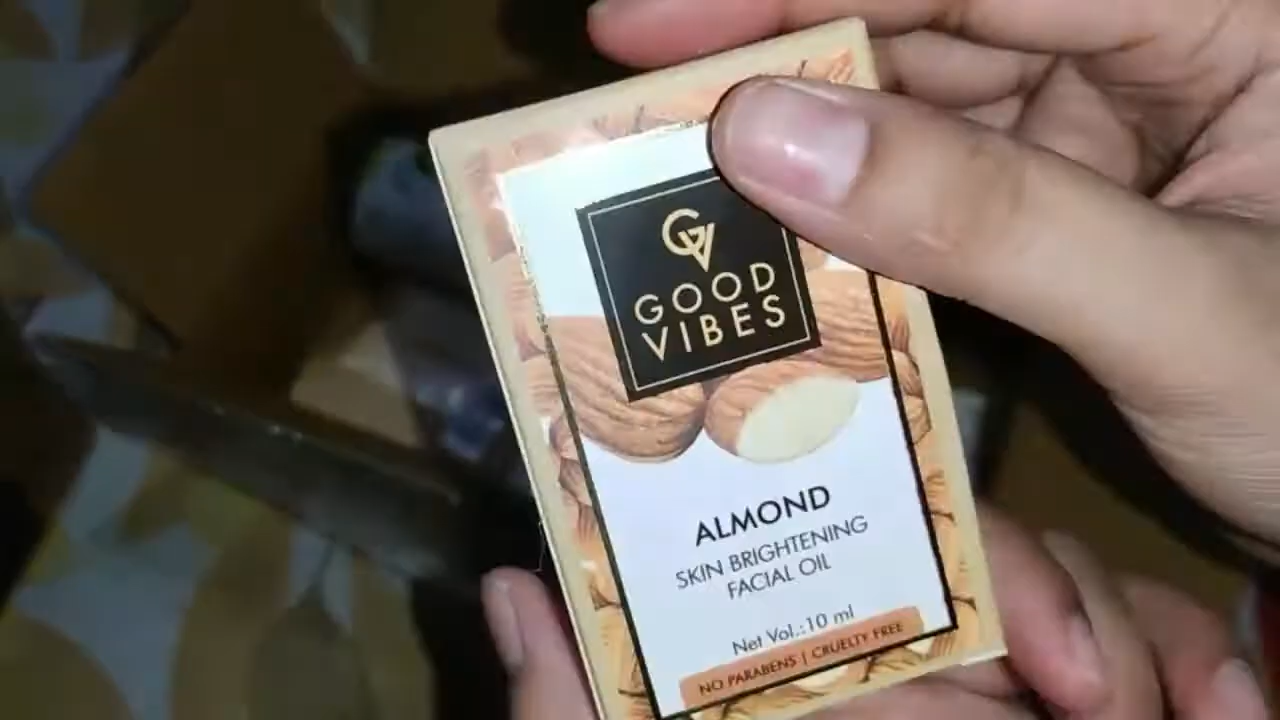 GV
GOOD
VIBES
ALMOND
SKIN BRIGHTENING
FACIAL OIL
Net Vol.:10 ml
NO PARABENS | CRUELTY FREE